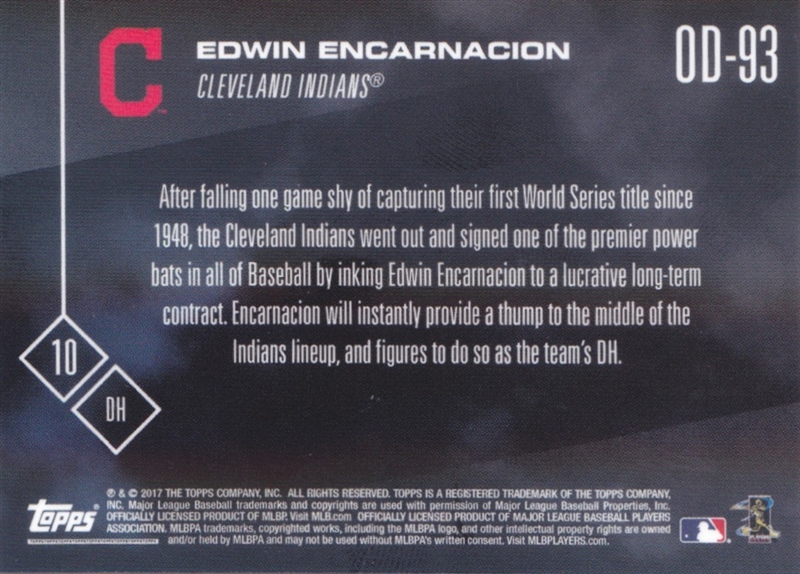 C
EDWIN ENCARNACION
OD-93
CLEVELAND INDIANS®
After falling one game shy of capturing their first World Series title since
1948, the Cleveland Indians went out and signed one of the premier power
bats in all of Baseball by inking Edwin Encarnacion to a lucrative long-term
contract. Encarnacion will instantly provide a thump to the middle of the
Indians lineup, and figures to do so as the team's DH.
10
DH
topps®
® & © 2017 THE TOPPS COMPANY, INC. ALL RIGHTS RESERVED. TOPPS IS A REGISTERED TRADEMARK OF THE TOPPS COMPANY,
INC. Major League Baseball trademarks and copyrights are used with permission of Major League Baseball Properties, Inc.
OFFICIALLY LICENSED PRODUCT OF MLBP. Visit MLB.com OFFICIALLY LICENSED PRODUCT OF MAJOR LEAGUE BASEBALL PLAYERS
ASSOCIATION. MLBPA trademarks, copyrighted works, including the MLBPA logo, and other intellectual property rights are owned
and/or held by MLBPA and may not be used without MLBPA's written consent. Visit MLBPLAYERS.com.